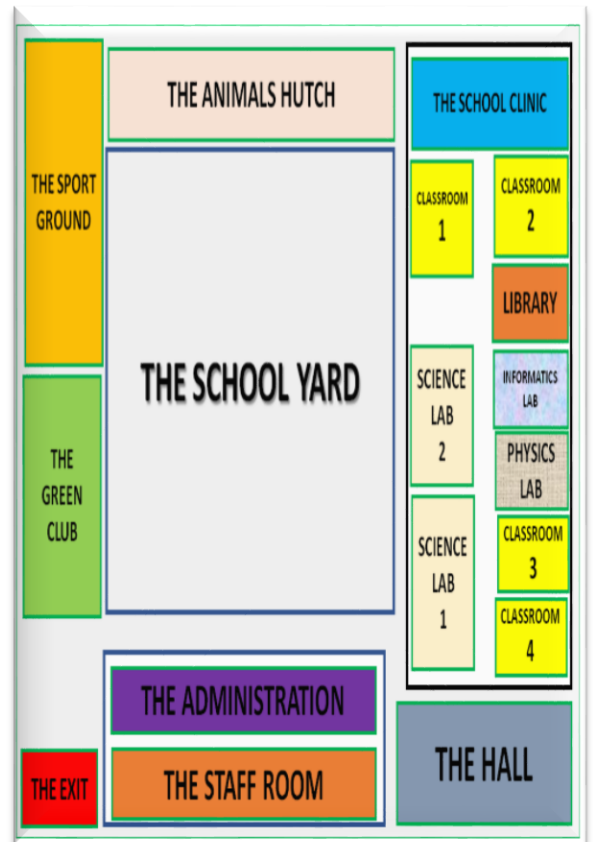 THE ANIMALS HUTCH
THE SCHOOL CLINIC
THE SPORT
GROUND
CLASSROOM
1
CLASSROOM
2
LIBRARY
THE SCHOOL YARD
SCIENCE
LAB
2
INFORMATICS
LAB
PHYSICS
LAB
THE
GREEN
CLUB
SCIENCE
LAB
1
CLASSROOM
3
CLASSROOM
4
THE ADMINISTRATION
THE HALL
THE EXIT
THE STAFF ROOM